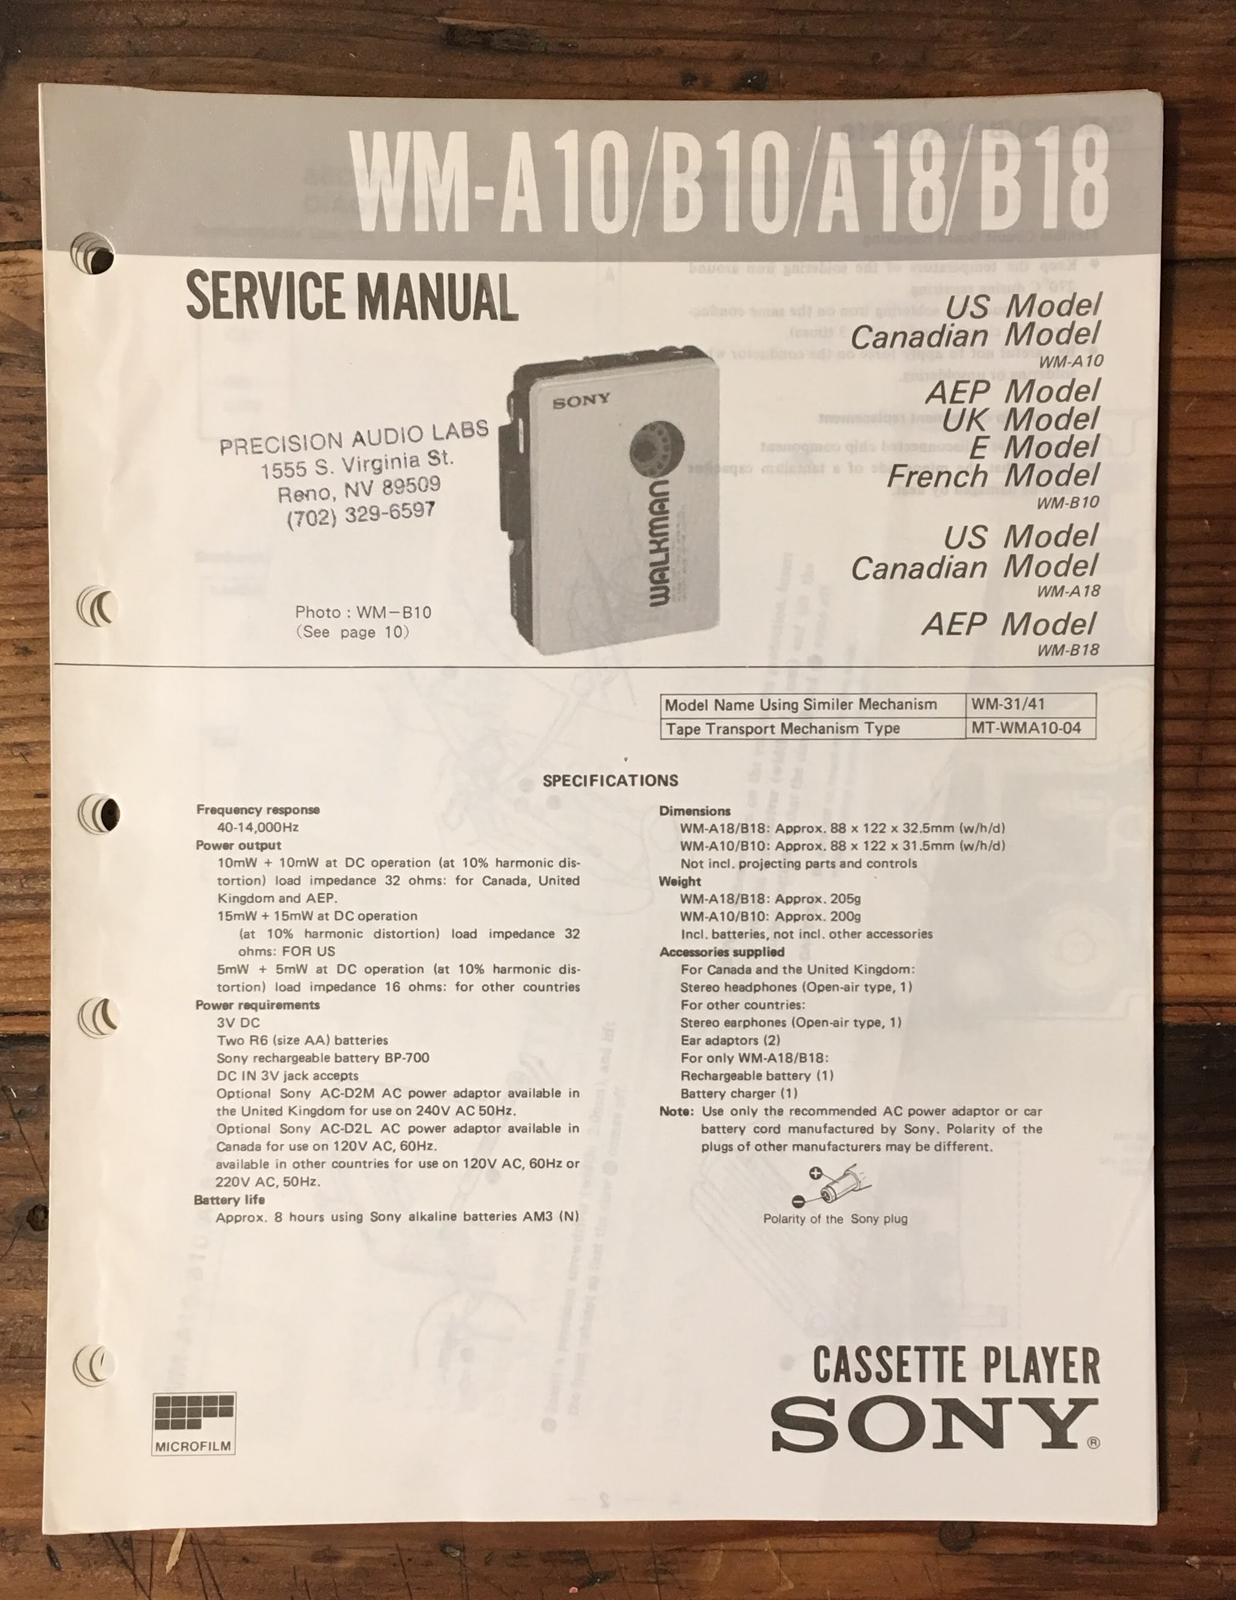 WM-A10/B10/A18/B18
SERVICE MANUAL
US Model
Canadian Model
WM-A10
AEP Model
UK Model
E Model
French Model
WM-B10
US Model
Canadian Model
WM-A18
AEP Model
WM-B18
PRECISION AUDIO LABS
1555 S. Virginia St.
Reno, NV 89509
(702) 329-6597
SONY
WALKMAN
Photo : WM-B10
(See page 10)
Model Name Using Similer Mechanism WM-31/41
Tape Transport Mechanism Type MT-WMA10-04
SPECIFICATIONS
Frequency response
40-14,000Hz
Power output
10mW + 10mW at DC operation (at 10% harmonic dis-
tortion) load impedance 32 ohms: for Canada, United
Kingdom and AEP.
15mW + 15mW at DC operation
(at 10% harmonic distortion) load impedance 32
ohms: FOR US
5mW + 5mW at DC operation (at 10% harmonic dis-
tortion) load impedance 16 ohms: for other countries
Power requirements
3V DC
Two R6 (size AA) batteries
Sony rechargeable battery BP-700
DC IN 3V jack accepts
Optional Sony AC-D2M AC power adaptor available in
the United Kingdom for use on 240V AC 50Hz.
Optional Sony AC-D2L AC power adaptor available in
Canada for use on 120V AC, 60Hz.
available in other countries for use on 120V AC, 60Hz or
220V AC, 50Hz.
Battery life
Approx. 8 hours using Sony alkaline batteries AM3 (N)
Dimensions
WM-A18/B18: Approx. 88 x 122 x 32.5mm (w/h/d)
WM-A10/B10: Approx. 88 x 122 x 31.5mm (w/h/d)
Not incl. projecting parts and controls
Weight
WM-A18/B18: Approx. 205g
WM-A10/B10: Approx. 200g
Incl. batteries, not incl. other accessories
Accessories supplied
For Canada and the United Kingdom:
Stereo headphones (Open-air type, 1)
For other countries:
Stereo earphones (Open-air type, 1)
Ear adaptors (2)
For only WM-A18/B18:
Rechargeable battery (1)
Battery charger (1)
Note: Use only the recommended AC power adaptor or car
battery cord manufactured by Sony. Polarity of the
plugs of other manufacturers may be different.
Polarity of the Sony plug
MICROFILM
CASSETTE PLAYER
SONY®